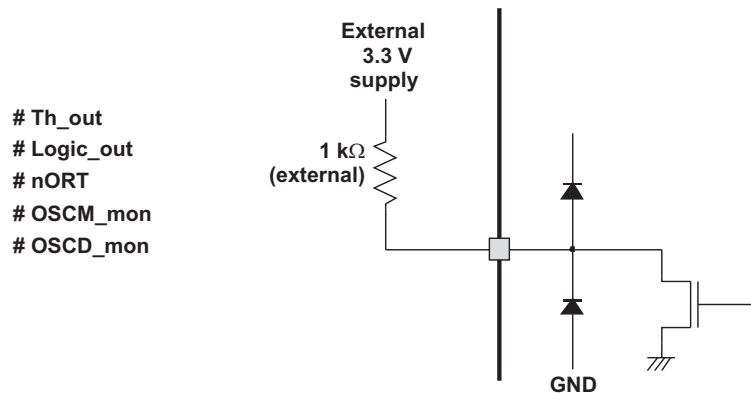 # Th_out
# Logic_out
# nORT
# OSCM_mon
# OSCD_mon
External
3.3 V
supply
1 kΩ
(external)
GND